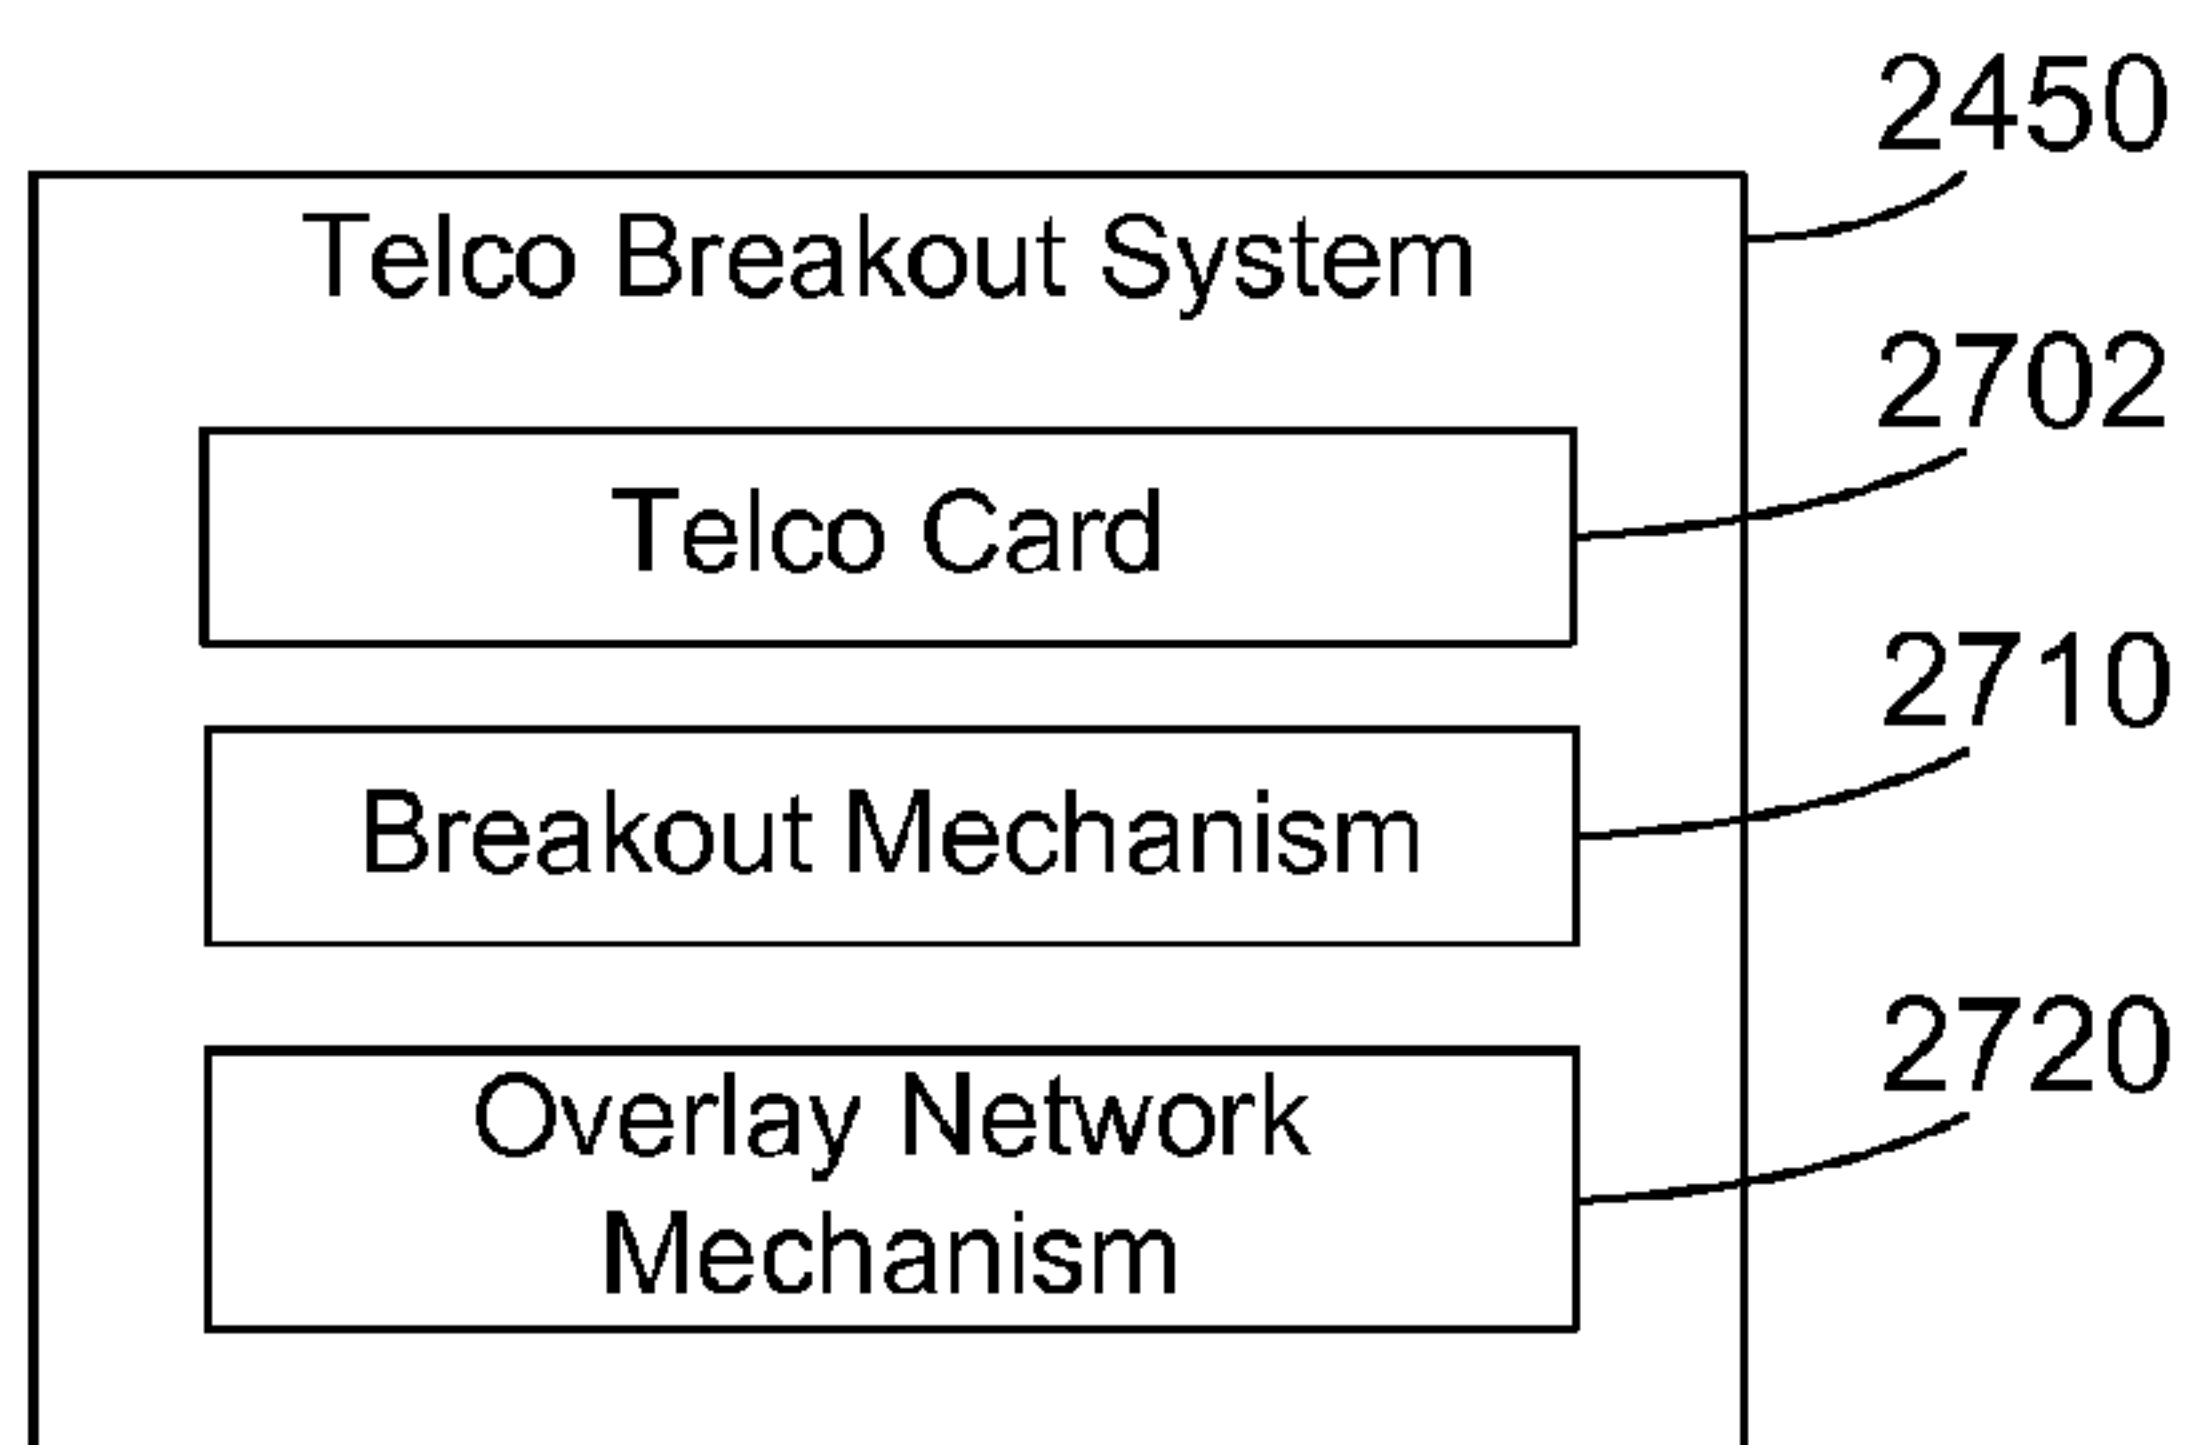 2450
Telco Breakout System
2702
Telco Card
2710
Breakout Mechanism
2720
Overlay Network
Mechanism